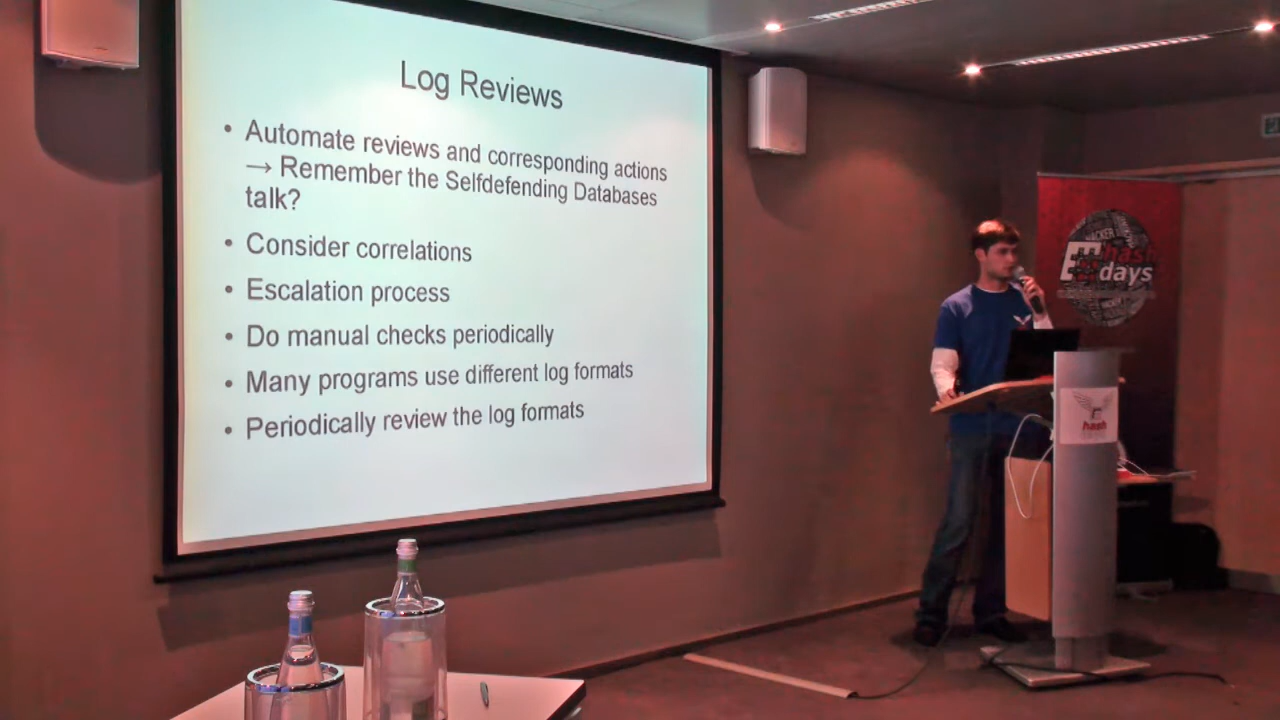 Log Reviews
• Automate reviews and corresponding actions
→ Remember the Selfdefending Databases
talk?
• Consider correlations
• Escalation process
• Do manual checks periodically
• Many programs use different log formats
• Periodically review the log formats
hash
days
hash